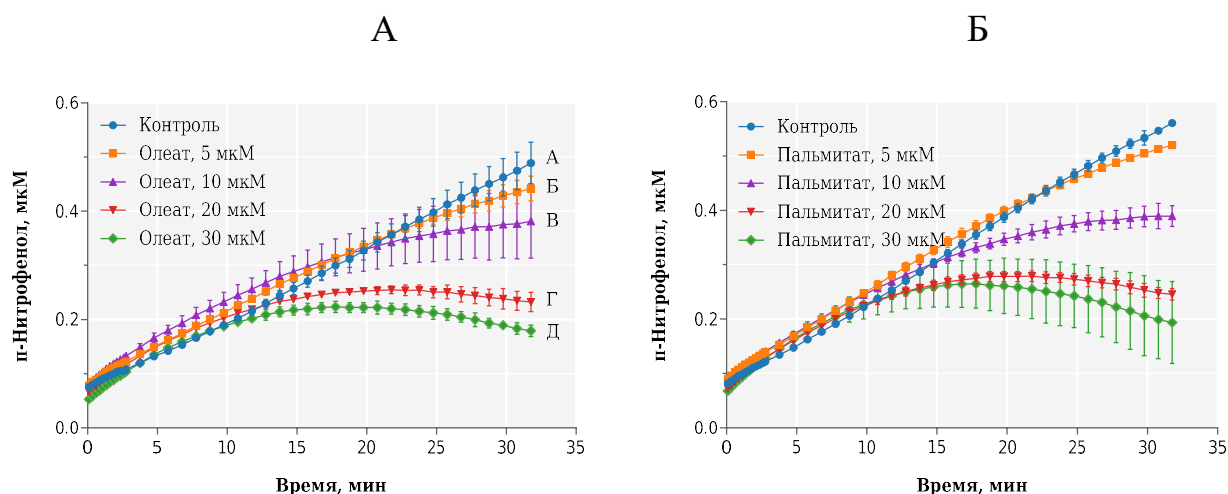 А
Б
п-Нитрофенол, мкМ
0.6
0.4
0.2
0.0
Контроль
Олеат, 5 мкМ
Олеат, 10 мкМ
Олеат, 20 мкМ
Олеат, 30 мкМ
А
Б
В
Г
Д
0
5
10
15
20
25
30
35
Время, мин
п-Нитрофенол, мкМ
0.6
0.4
0.2
0.0
Контроль
Пальмитат, 5 мкМ
Пальмитат, 10 мкМ
Пальмитат, 20 мкМ
Пальмитат, 30 мкМ
0
5
10
15
20
25
30
35
Время, мин